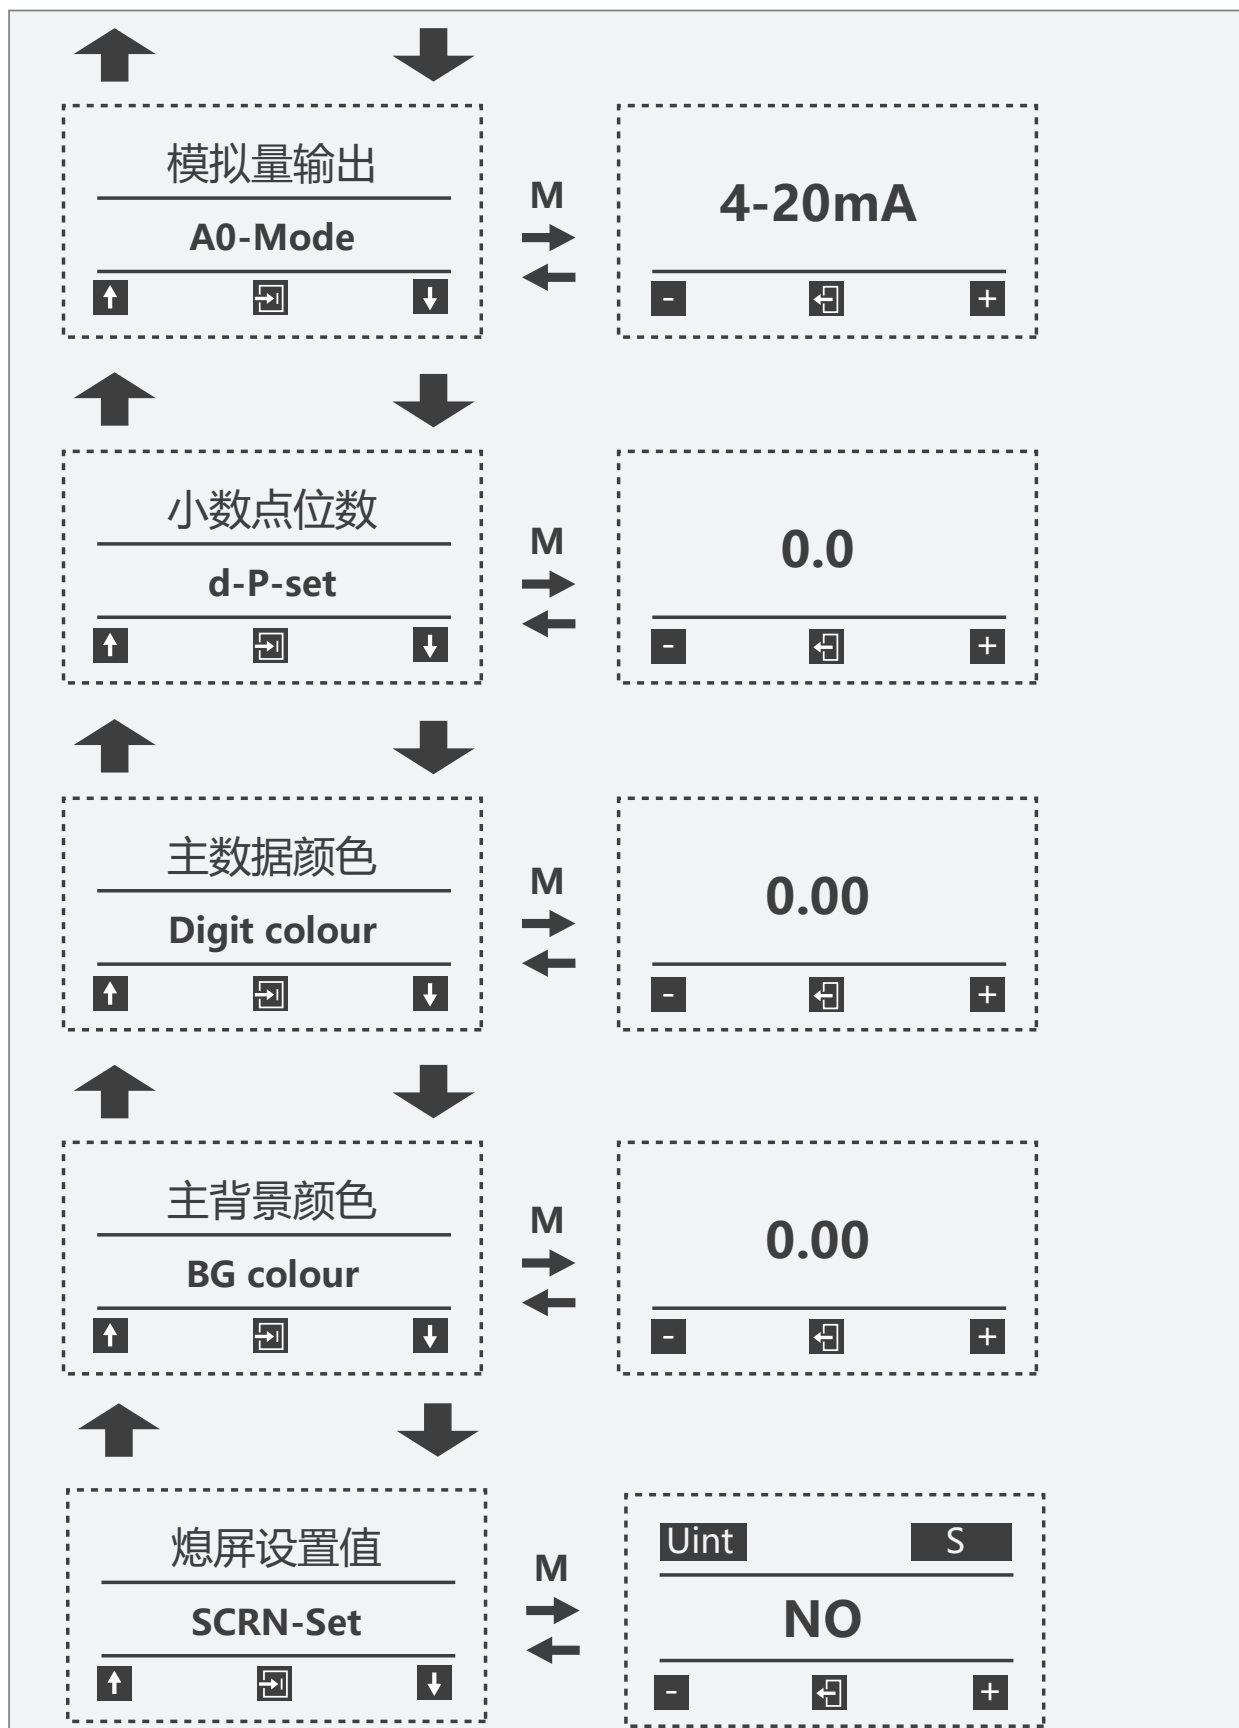 模拟量输出
A0-Mode
M
4-20mA
-
+
小数点位数
d-P-set
M
0.0
-
+
主数据颜色
Digit colour
M
0.00
-
+
主背景颜色
BG colour
M
0.00
-
+
熄屏设置值
SCRN-Set
M
Uint S
NO
-
+